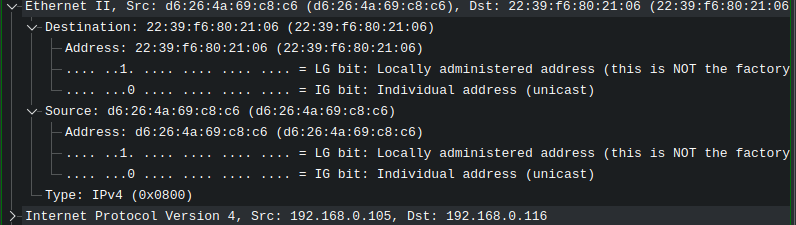 Ethernet II, Src: d6:26:4a:69:c8:c6 (d6:26:4a:69:c8:c6), Dst: 22:39:f6:80:21:06 (22:39:f6:80:21:06
Destination: 22:39:f6:80:21:06 (22:39:f6:80:21:06)
Address: 22:39:f6:80:21:06 (22:39:f6:80:21:06)
.... ..1. .... .... .... .... = LG bit: Locally administered address (this is NOT the factory
.... ...0 .... .... .... .... = IG bit: Individual address (unicast)
Source: d6:26:4a:69:c8:c6 (d6:26:4a:69:c8:c6)
Address: d6:26:4a:69:c8:c6 (d6:26:4a:69:c8:c6)
.... ..1. .... .... .... .... = LG bit: Locally administered address (this is NOT the factory
.... ...0 .... .... .... .... = IG bit: Individual address (unicast)
Type: IPv4 (0x0800)
Internet Protocol Version 4, Src: 192.168.0.105, Dst: 192.168.0.116